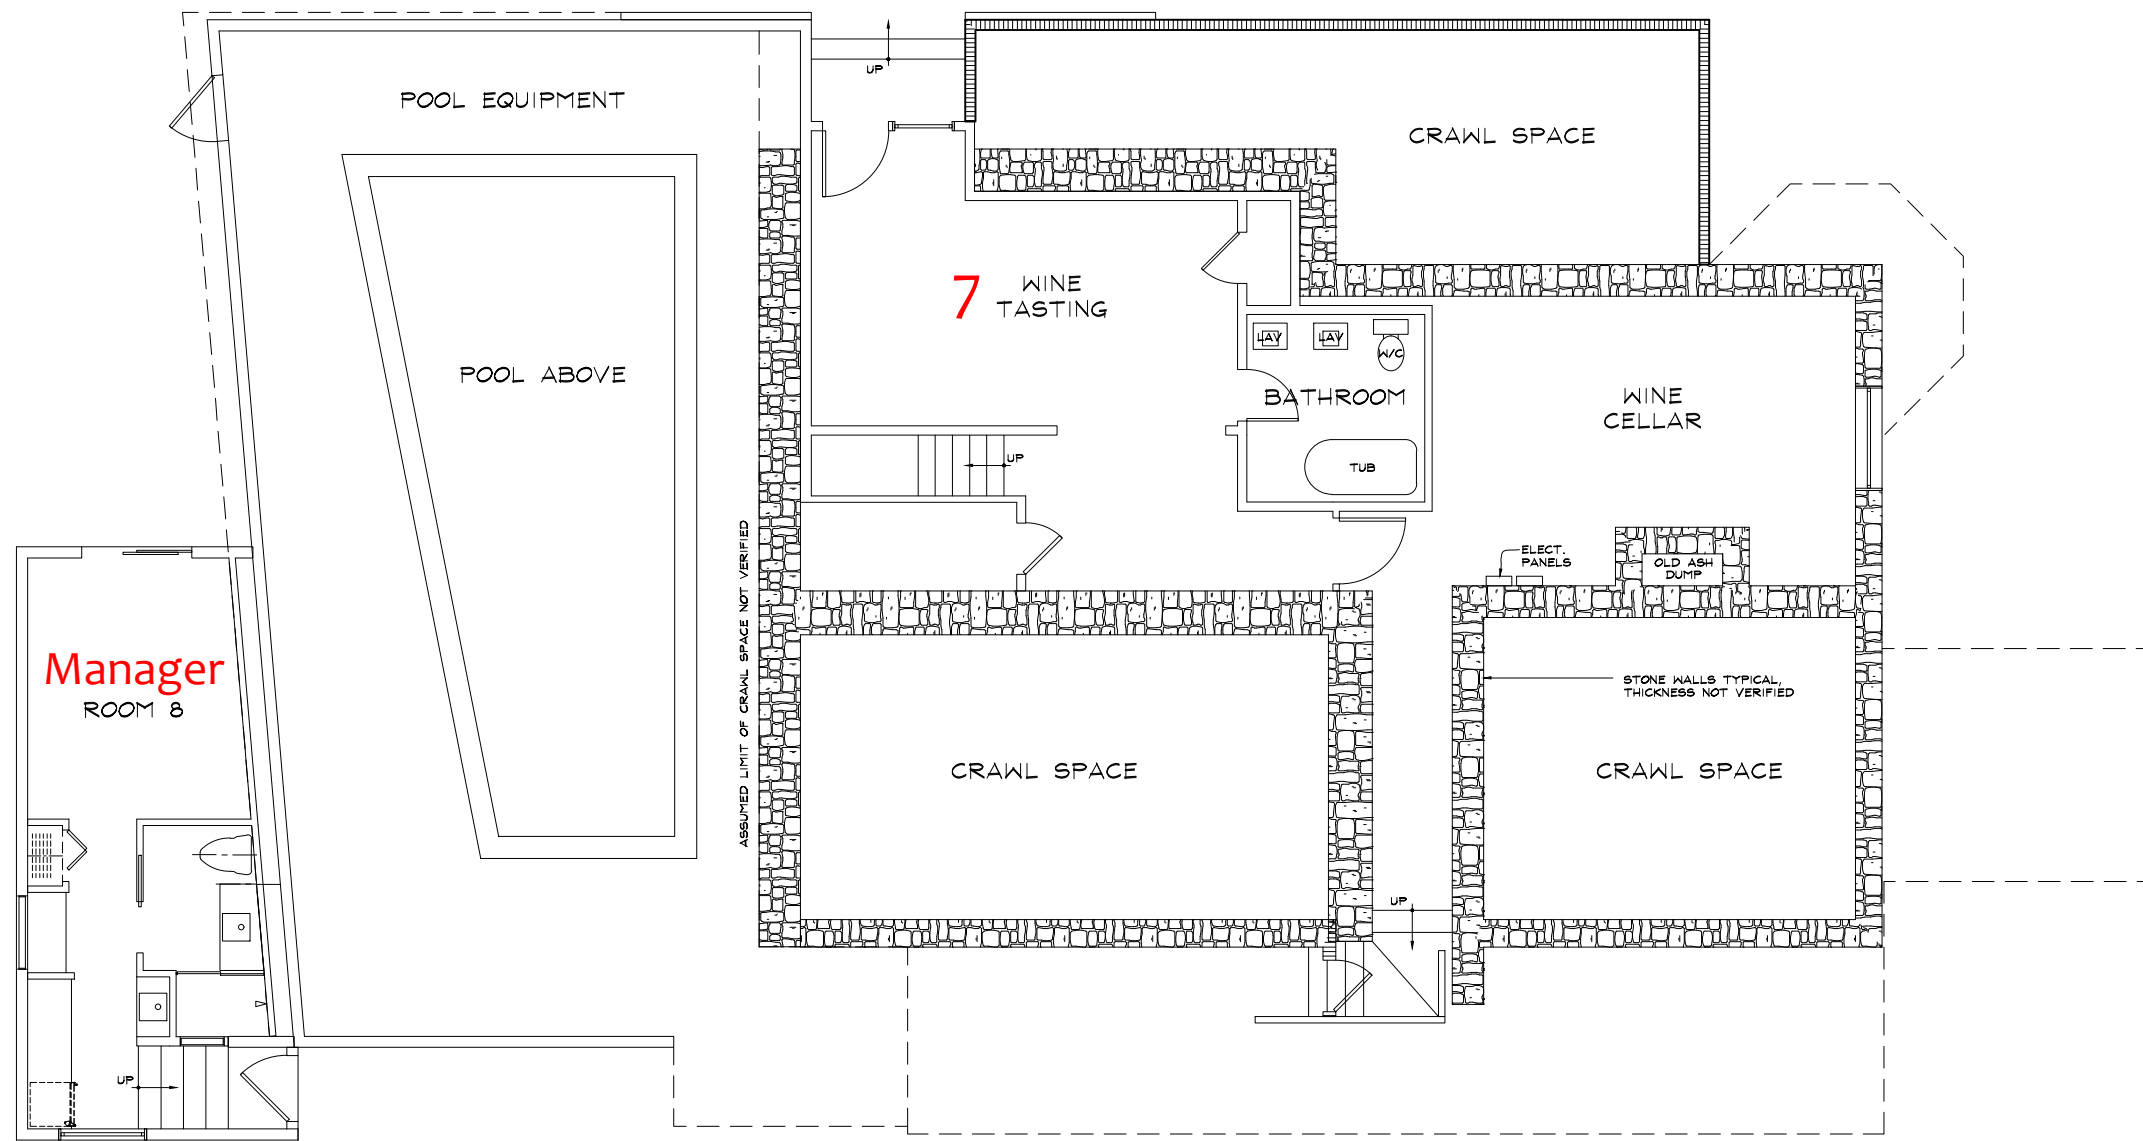 UP
POOL EQUIPMENT
CRAWL SPACE
7
WINE
TASTING
LAV
LAV
W/C
POOL ABOVE
BATHROOM
WINE
CELLAR
UP
TUB
ASSUMED LIMIT OF CRAWL SPACE NOT VERIFIED
ELECT.
PANELS
OLD ASH
DUMP
Manager
ROOM 8
STONE WALLS TYPICAL,
THICKNESS NOT VERIFIED
CRAWL SPACE
CRAWL SPACE
UP
UP